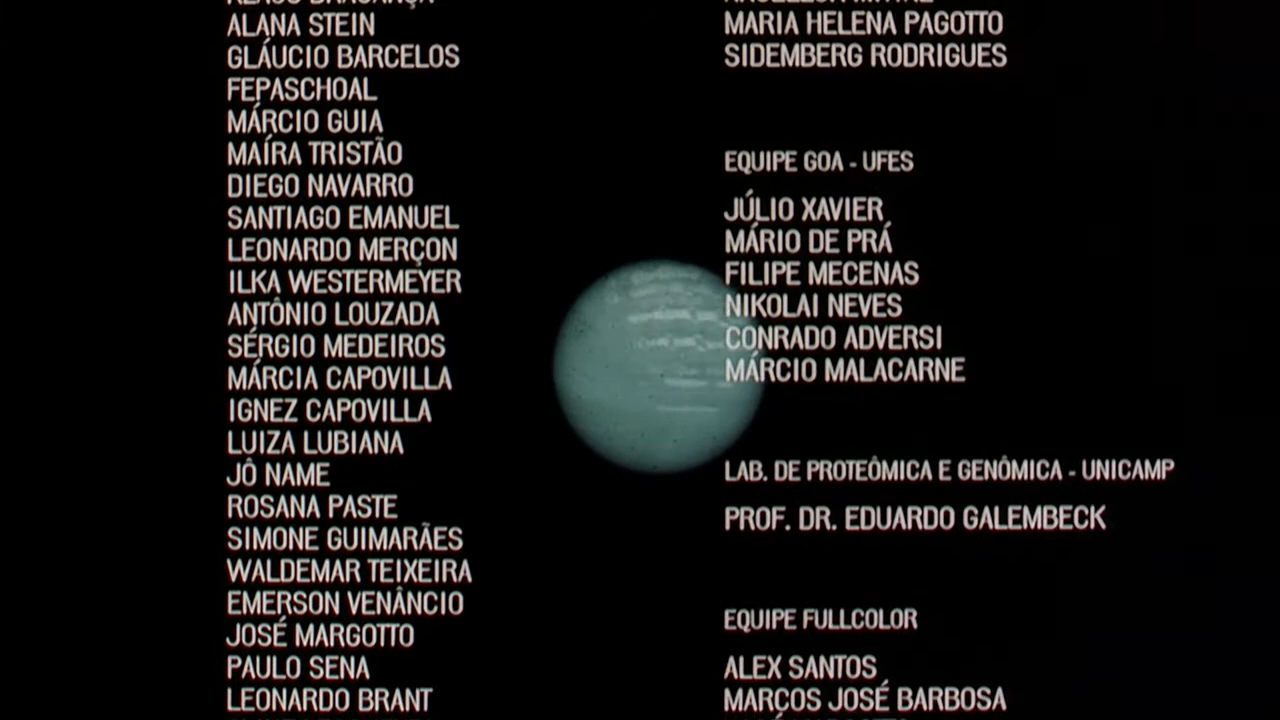 ALANA STEIN
GLÁUCIO BARCELOS
FEPASCHOAL
MÁRCIO GUIA
MAÍRA TRISTÃO
DIEGO NAVARRO
SANTIAGO EMANUEL
LEONARDO MERÇON
ILKA WESTERMEYER
ANTÔNIO LOUZADA
SÉRGIO MEDEIROS
MÁRCIA CAPOVILLA
IGNEZ CAPOVILLA
LUIZA LUBIANA
JÔ NAME
ROSANA PASTE
SIMONE GUIMARÃES
WALDEMAR TEIXEIRA
EMERSON VENÂNCIO
JOSÉ MARGOTTO
PAULO SENA
LEONARDO BRANT
MARIA HELENA PAGOTTO
SIDEMBERG RODRIGUES
EQUIPE GOA - UFES
JÚLIO XAVIER
MÁRIO DE PRÁ
FILIPE MECENAS
NIKOLAI NEVES
CONRADO ADVERSI
MÁRCIO MALACARNE
LAB. DE PROTEÔMICA E GENÔMICA - UNICAMP
PROF. DR. EDUARDO GALEMBECK
EQUIPE FULLCOLOR
ALEX SANTOS
MARCOS JOSÉ BARBOSA